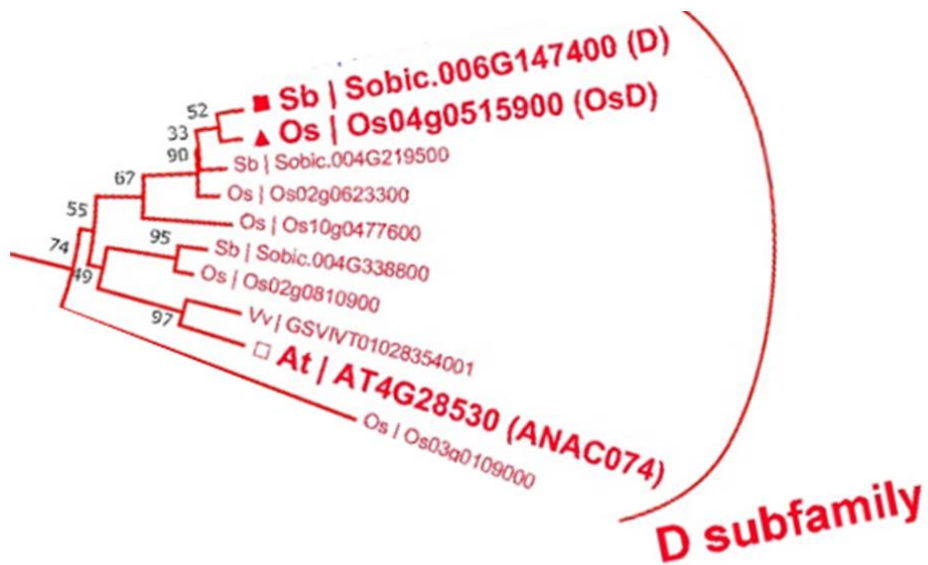 Sb | Sobic.006G147400 (D)
52
Os | Os04g0515900 (OsD)
33
90
Sb | Sobic.004G219500
67
Os | Os02g0623300
55
Os | Os10g0477600
95
Sb | Sobic.004G338800
74
Os | Os02g0810900
49
Vv | GSVIVT01028354001
97
At | AT4G28530 (ANAC074)
Os | Os03g0109000
D subfamily